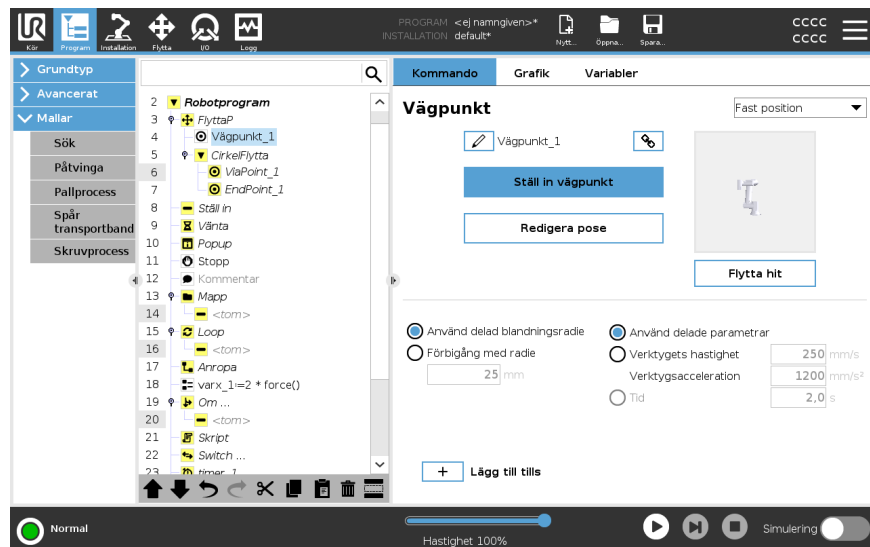 PROGRAM <ej namngiven>*
INSTALLATION default*
Kör
Program
Installation
Flytta
I/O
Logg
Nytt...
Öppna...
Spara...
cccc
cccc
Grundtyp
Avancerat
Mallar
Sök
Påtvinga
Pallprocess
Spår
transportband
Skruvprocess
2 Robotprogram
3 FlyttaP
4 Vägpunkt_1
5 CirkelFlytta
6 ViaPoint_1
7 EndPoint_1
8 Ställ in
9 Vänta
10 Popup
11 Stopp
12 Kommentar
13 Mapp
14 <tom>
15 Loop
16 <tom>
17 Anropa
18 varx_1:=2 * force()
19 Om ...
20 <tom>
21 Skript
22 Switch ...
23 timer_1
Kommando
Grafik
Variabler
Vägpunkt
Fast position
Vägpunkt_1
Ställ in vägpunkt
Redigera pose
Flytta hit
Använd delad blandningsradie
Förbigång med radie
25 mm
Använd delade parametrar
Verktygets hastighet 250 mm/s
Verktygsacceleration 1200 mm/s²
Tid 2,0 s
+ Lägg till tills
Normal
Hastighet 100%
Simulering